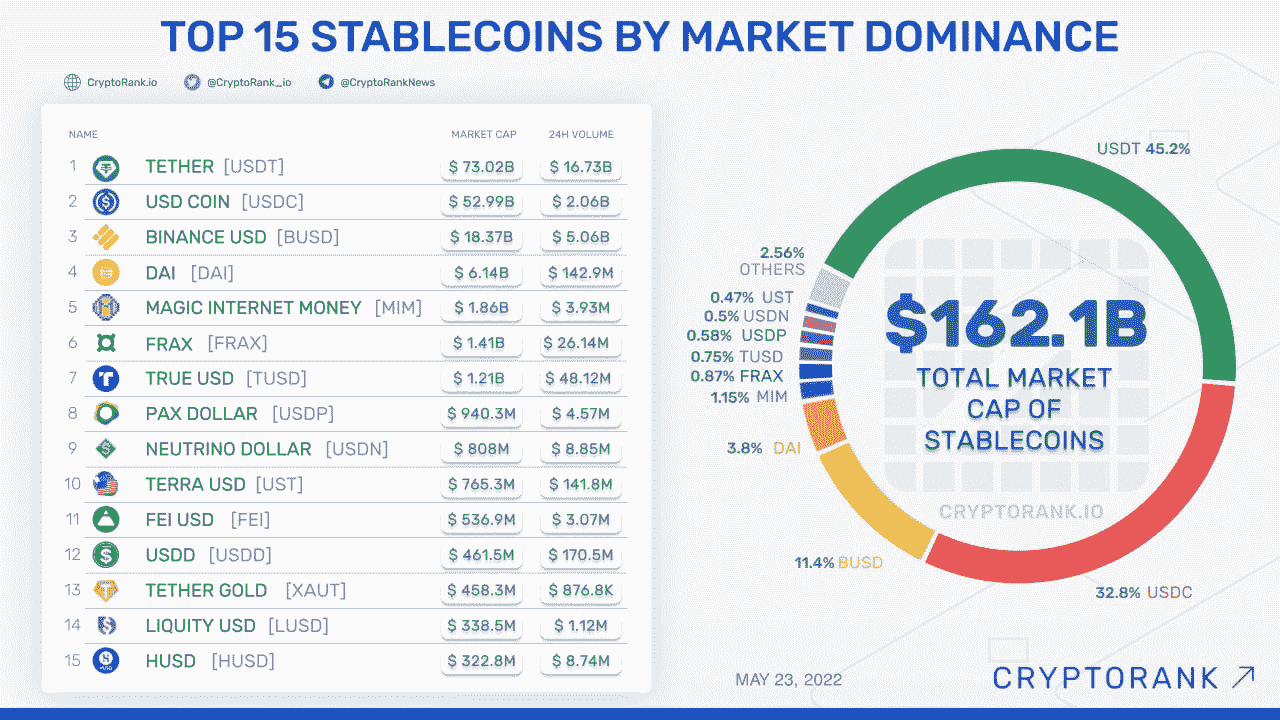 TOP 15 STABLECOINS BY MARKET DOMINANCE
CryptoRank.io @CryptoRank_io @CryptoRankNews
NAME MARKET CAP 24H VOLUME
1 TETHER [USDT] $ 73.02B $ 16.73B
2 USD COIN [USDC] $ 52.99B $ 2.06B
3 BINANCE USD [BUSD] $ 18.37B $ 5.06B
4 DAI [DAI] $ 6.14B $ 142.9M
5 MAGIC INTERNET MONEY [MIM] $ 1.86B $ 3.93M
6 FRAX [FRAX] $ 1.41B $ 26.14M
7 TRUE USD [TUSD] $ 1.21B $ 48.12M
8 PAX DOLLAR [USDP] $ 940.3M $ 4.57M
9 NEUTRINO DOLLAR [USDN] $ 808M $ 8.85M
10 TERRA USD [UST] $ 765.3M $ 141.8M
11 FEI USD [FEI] $ 536.9M $ 3.07M
12 USDD [USDD] $ 461.5M $ 170.5M
13 TETHER GOLD [XAUT] $ 458.3M $ 876.8K
14 LIQUITY USD [LUSD] $ 338.5M $ 1.12M
15 HUSD [HUSD] $ 322.8M $ 8.74M
USDT 45.2%
2.56%
OTHERS
0.47% UST
0.5% USDN
0.58% USDP
0.75% TUSD
0.87% FRAX
1.15% MIM
3.8% DAI
11.4% BUSD
32.8% USDC
$162.1B
TOTAL MARKET
CAP OF
STABLECOINS
CRYPTORANK.IO
MAY 23, 2022
CRYPTORANK